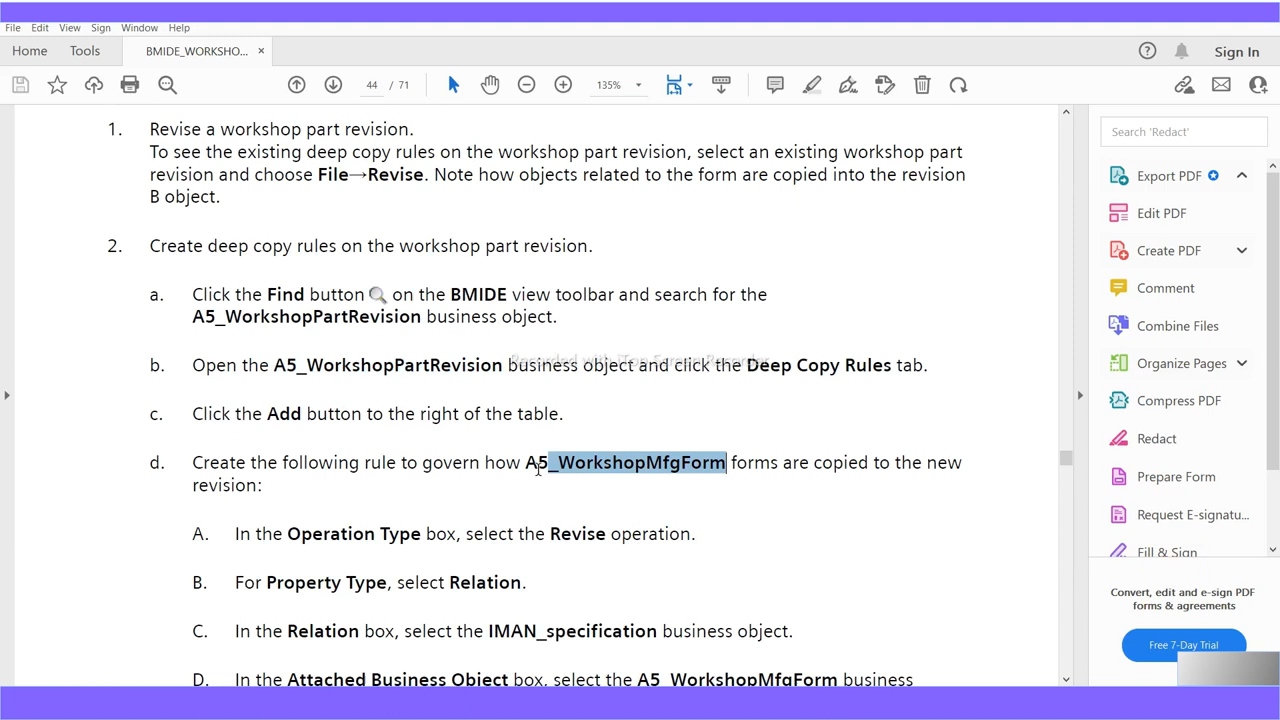 File Edit View Sign Window Help
Home Tools BMIDE_WORKSHO... × Sign In
44 / 71 135%
1. Revise a workshop part revision.
To see the existing deep copy rules on the workshop part revision, select an existing workshop part
revision and choose File→Revise. Note how objects related to the form are copied into the revision
B object.
2. Create deep copy rules on the workshop part revision.
a. Click the Find button on the BMIDE view toolbar and search for the
A5_WorkshopPartRevision business object.
Recorded with iTop Screen Recorder
b. Open the A5_WorkshopPartRevision business object and click the Deep Copy Rules tab.
c. Click the Add button to the right of the table.
d. Create the following rule to govern how A5_WorkshopMfgForm forms are copied to the new
revision:
A. In the Operation Type box, select the Revise operation.
B. For Property Type, select Relation.
C. In the Relation box, select the IMAN_specification business object.
D. In the Attached Business Object box, select the A5_WorkshopMfgForm business
Search 'Redact'
Export PDF
Edit PDF
Create PDF
Comment
Combine Files
Organize Pages
Compress PDF
Redact
Prepare Form
Request E-signatu...
Fill & Sign
Convert, edit and e-sign PDF
forms & agreements
Free 7-Day Trial